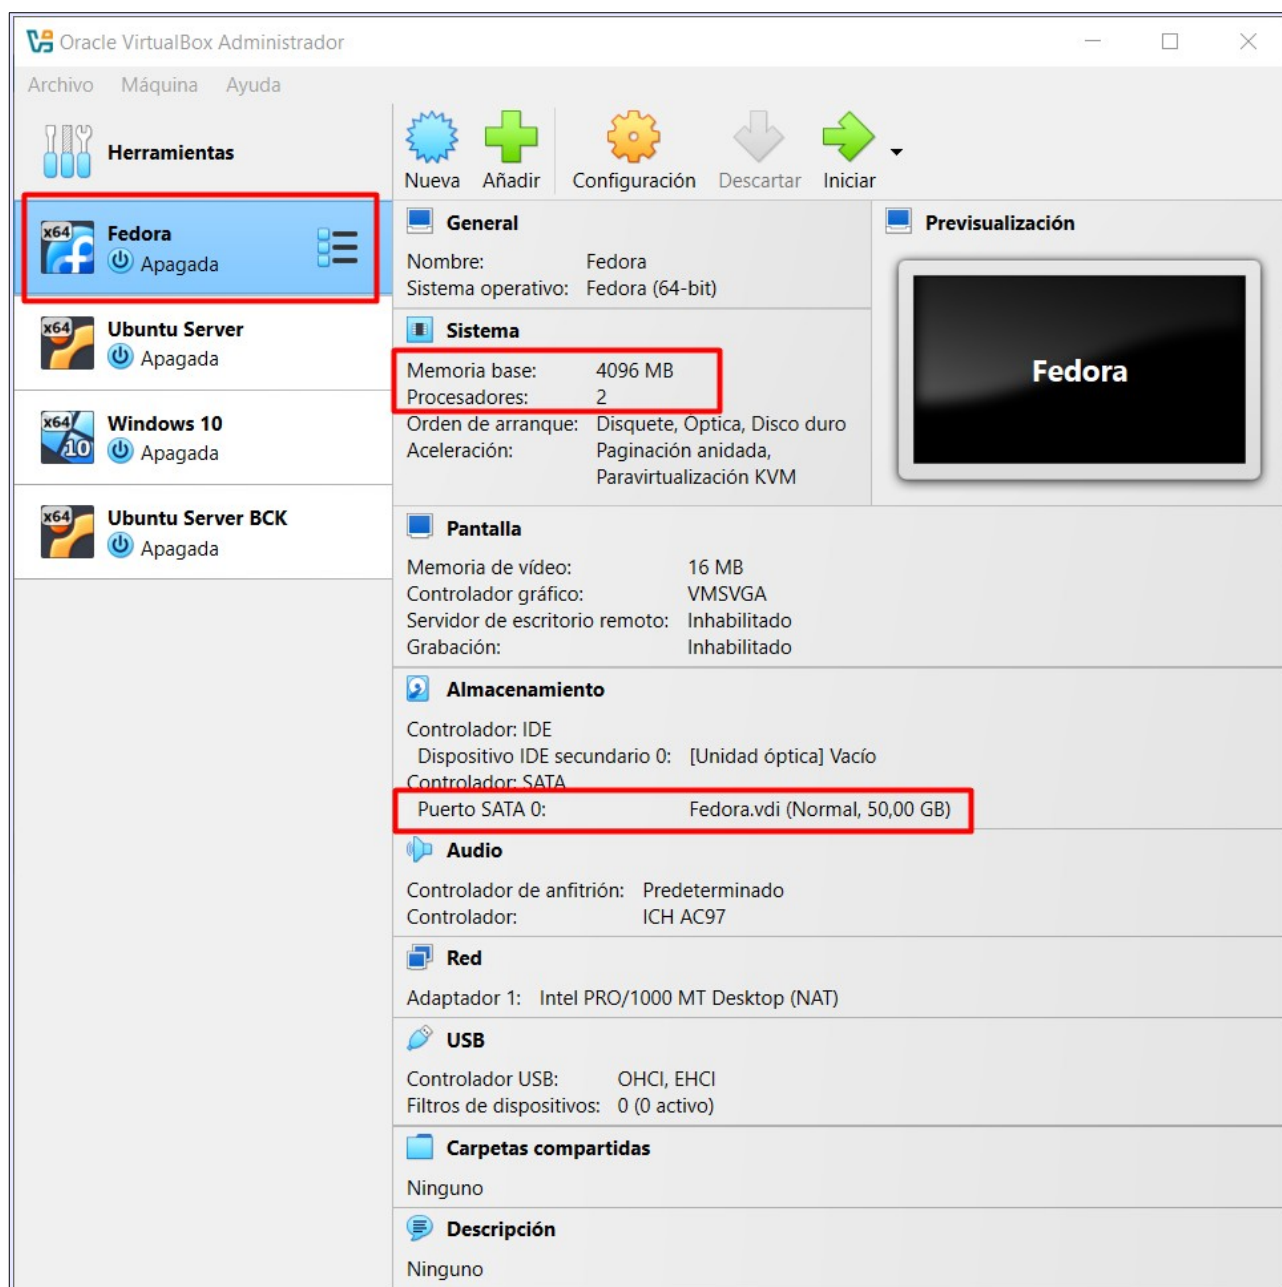 Oracle VirtualBox Administrador
Archivo Máquina Ayuda
Herramientas
Nueva Añadir Configuración Descartar Iniciar
x64
Fedora
Apagada
x64
Ubuntu Server
Apagada
x64
10
Windows 10
Apagada
x64
Ubuntu Server BCK
Apagada
General
Nombre: Fedora
Sistema operativo: Fedora (64-bit)
Previsualización
Fedora
Sistema
Memoria base: 4096 MB
Procesadores: 2
Orden de arranque: Disquete, Óptica, Disco duro
Aceleración: Paginación anidada,
Paravirtualización KVM
Pantalla
Memoria de vídeo: 16 MB
Controlador gráfico: VMSVGA
Servidor de escritorio remoto: Inhabilitado
Grabación: Inhabilitado
Almacenamiento
Controlador: IDE
Dispositivo IDE secundario 0: [Unidad óptica] Vacío
Controlador: SATA
Puerto SATA 0: Fedora.vdi (Normal, 50,00 GB)
Audio
Controlador de anfitrión: Predeterminado
Controlador: ICH AC97
Red
Adaptador 1: Intel PRO/1000 MT Desktop (NAT)
USB
Controlador USB: OHCI, EHCI
Filtros de dispositivos: 0 (0 activo)
Carpetas compartidas
Ninguno
Descripción
Ninguno